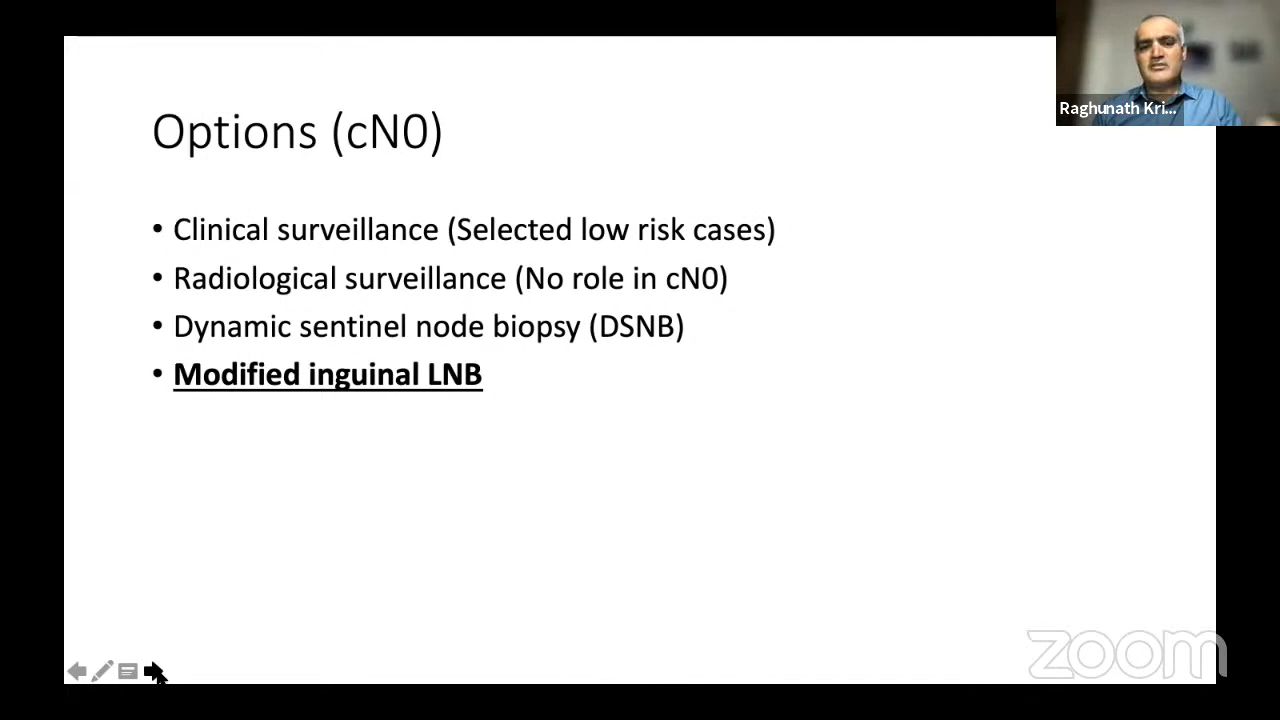 Raghunath Kri...
Options (cN0)
• Clinical surveillance (Selected low risk cases)
• Radiological surveillance (No role in cN0)
• Dynamic sentinel node biopsy (DSNB)
• Modified inguinal LNB
zoom